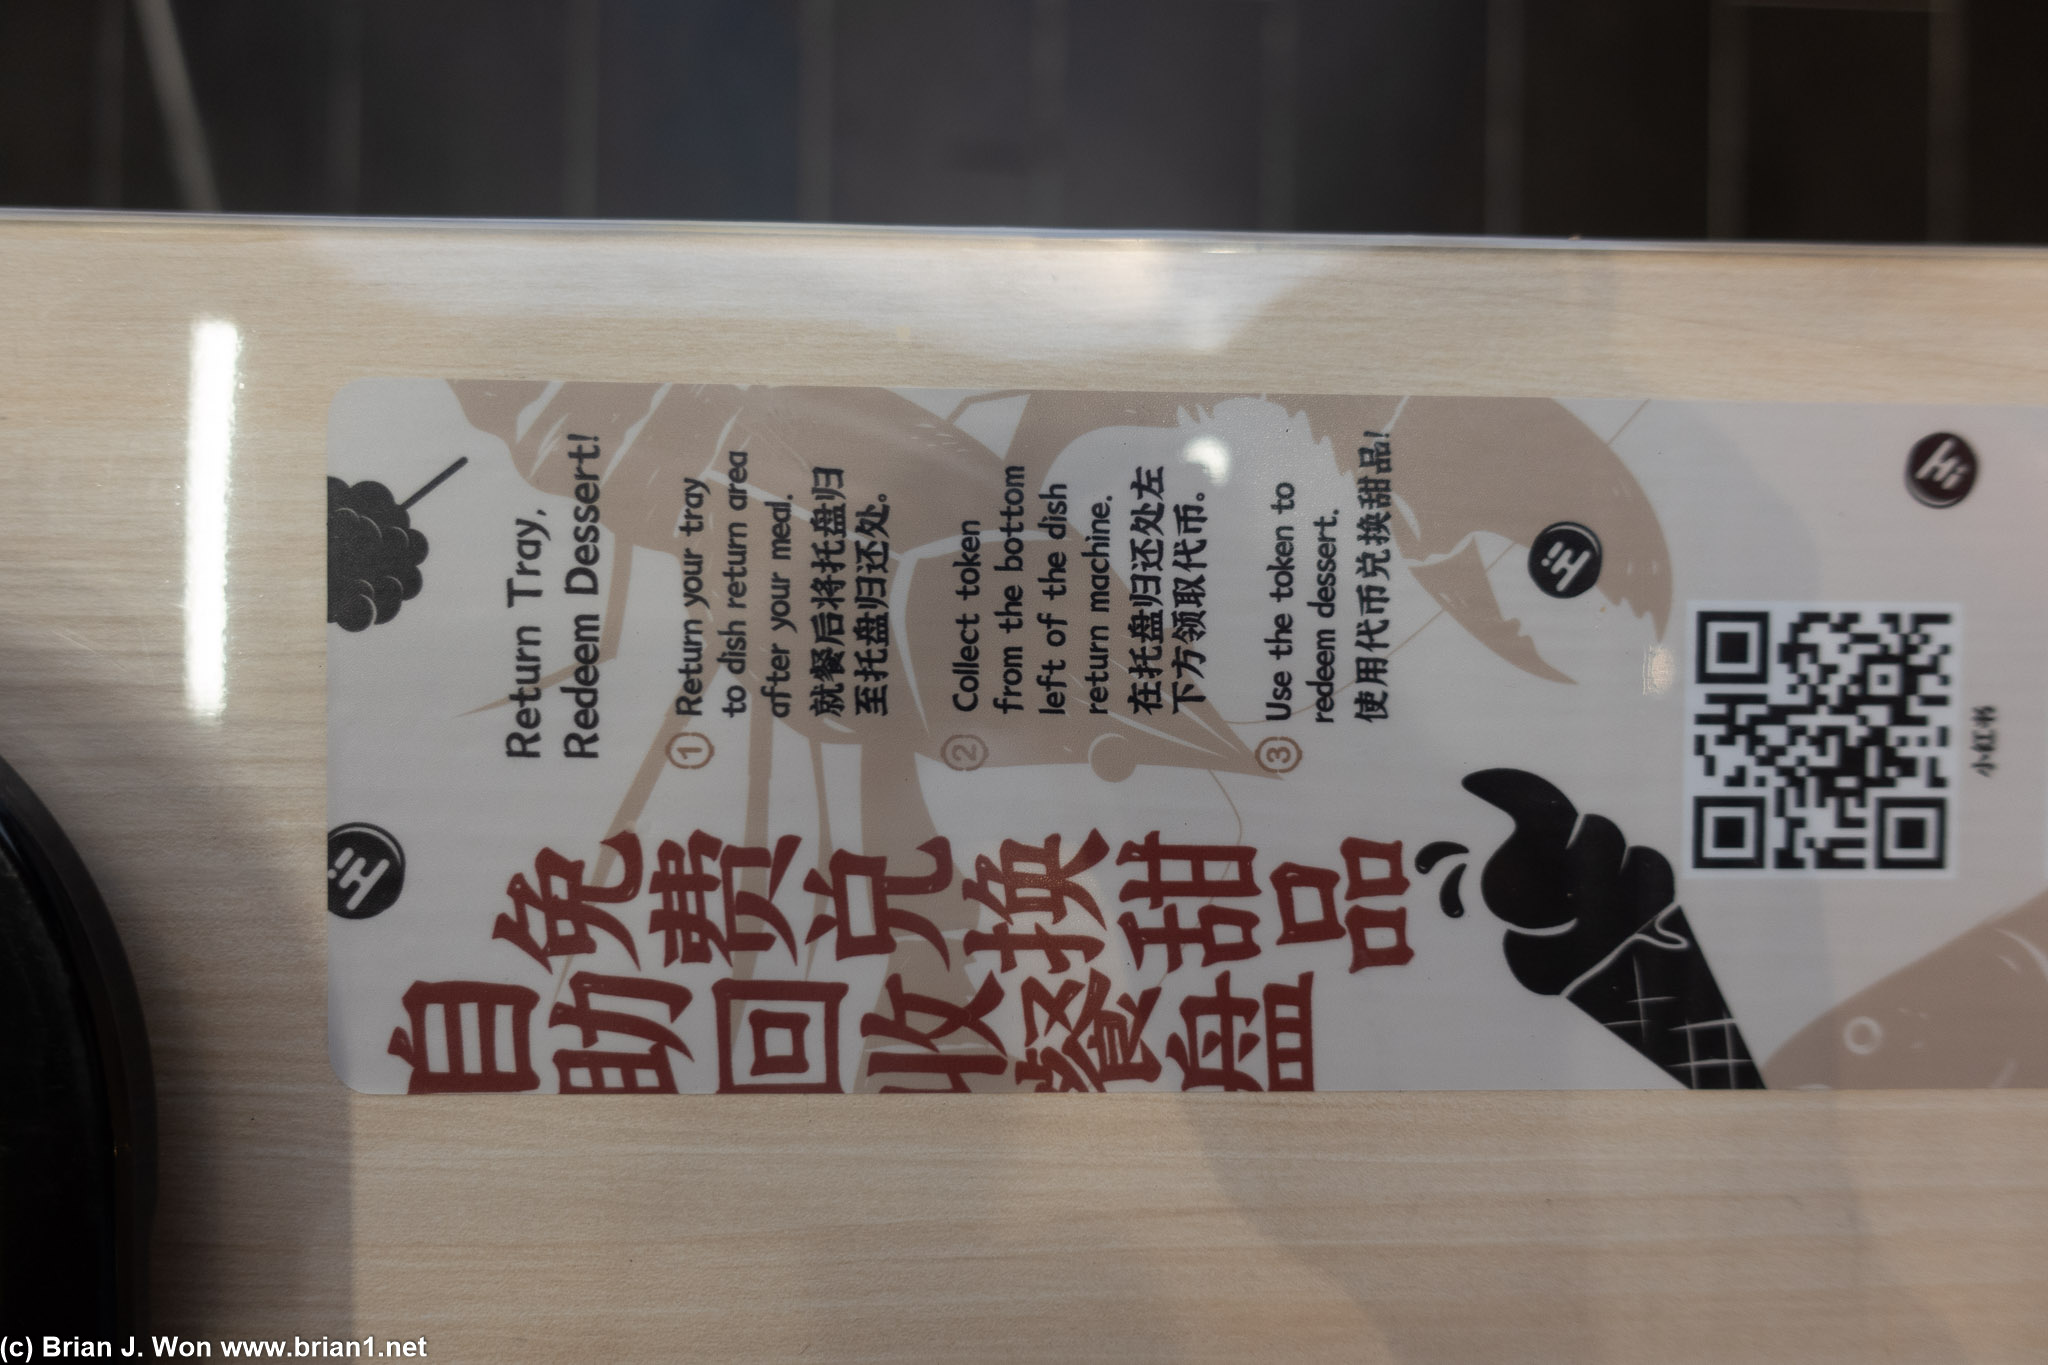 自助回收餐盘
免费兑换甜品
Return Tray,
Redeem Dessert!
1 Return your tray
to dish return area
after your meal.
就餐后将托盘归
至托盘归还处。
2 Collect token
from the bottom
left of the dish
return machine.
在托盘归还处左
下方领取代币。
3 Use the token to
redeem dessert.
使用代币兑换甜品!
Hi
Hi
Hi
小红书
(c) Brian J. Won www.brian1.net